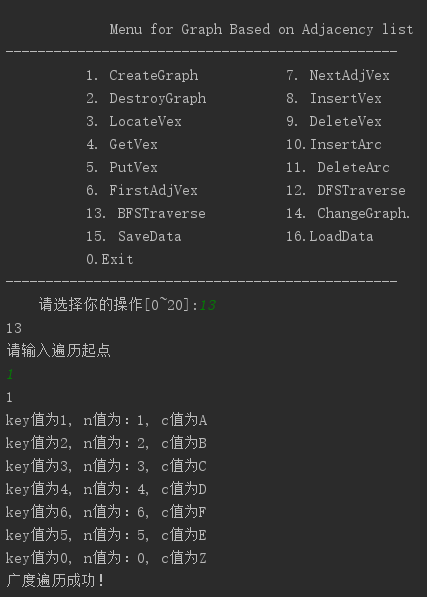 Menu for Graph Based on Adjacency list
-------------------------------------------------
1. CreateGraph 7. NextAdjVex
2. DestroyGraph 8. InsertVex
3. LocateVex 9. DeleteVex
4. GetVex 10.InsertArc
5. PutVex 11. DeleteArc
6. FirstAdjVex 12. DFSTraverse
13. BFSTraverse 14. ChangeGraph.
15. SaveData 16.LoadData
0.Exit
-------------------------------------------------
请选择你的操作[0~20]:13
13
请输入遍历起点
1
1
key值为1, n值为：1, c值为A
key值为2, n值为：2, c值为B
key值为3, n值为：3, c值为C
key值为4, n值为：4, c值为D
key值为6, n值为：6, c值为F
key值为5, n值为：5, c值为E
key值为0, n值为：0, c值为Z
广度遍历成功！